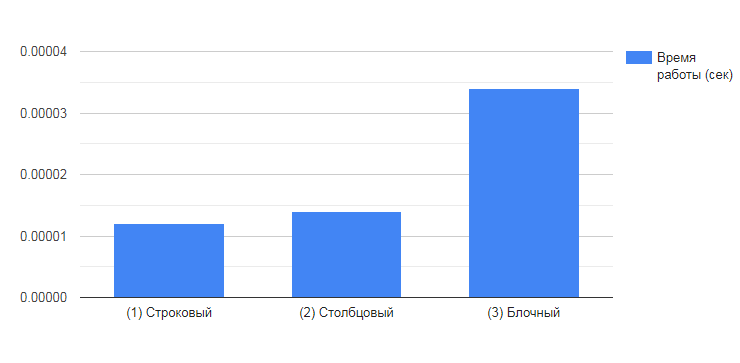 0.00004
0.00003
0.00002
0.00001
0.00000
(1) Строковый
(2) Столбцовый
(3) Блочный
Время
работы (сек)